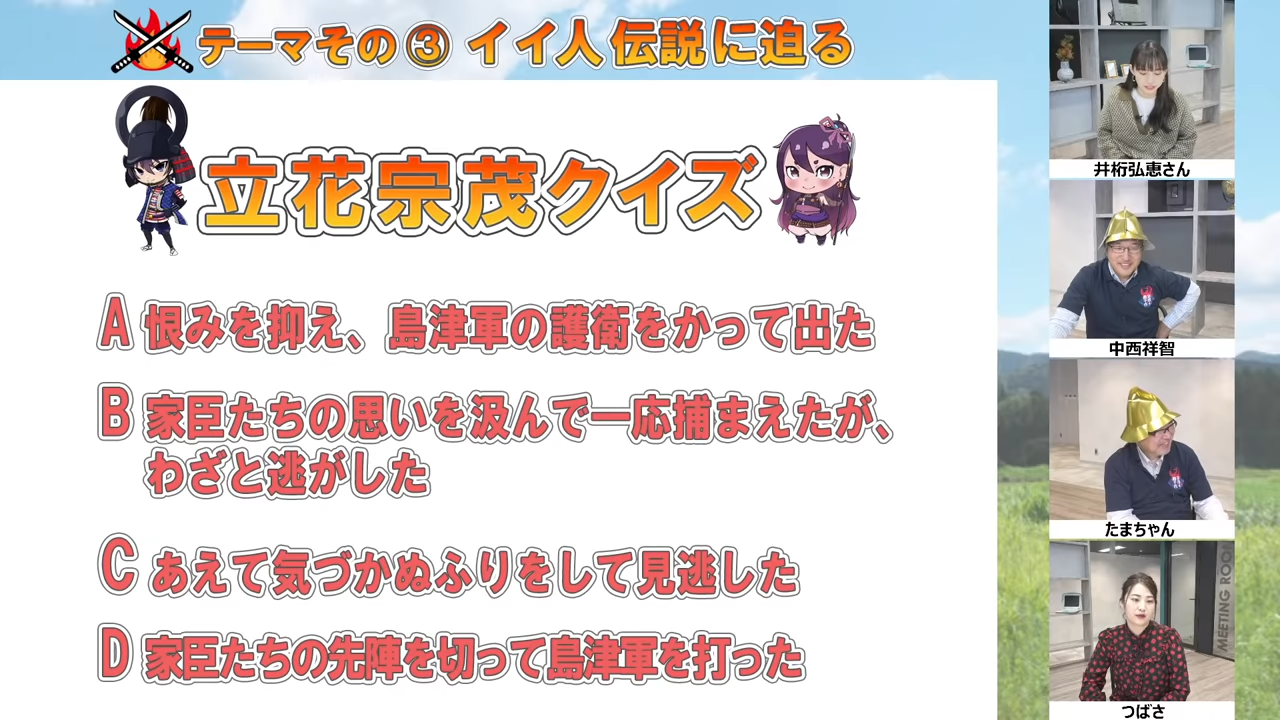 テーマその③ イイ人伝説に迫る
立花宗茂クイズ
A 恨みを抑え、島津軍の護衛をかって出た
B 家臣たちの思いを汲んで一応捕まえたが、
わざと逃がした
C あえて気づかぬふりをして見逃した
D 家臣たちの先陣を切って島津軍を打った
井桁弘恵さん
中西祥智
たまちゃん
MEETING ROOM
つばさ